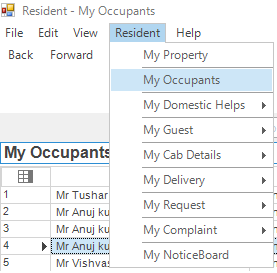 Resident - My Occupants
File Edit View Resident Help
Back Forward
My Property
My Occupants
My Domestic Helps
My Guest
My Cab Details
My Delivery
My Request
My Complaint
My NoticeBoard
My Occupants
1 Mr Tushar
2 Mr Anuj ku
3 Mr Anuj ku
4 Mr Anuj ku
5 Mr Vishvas